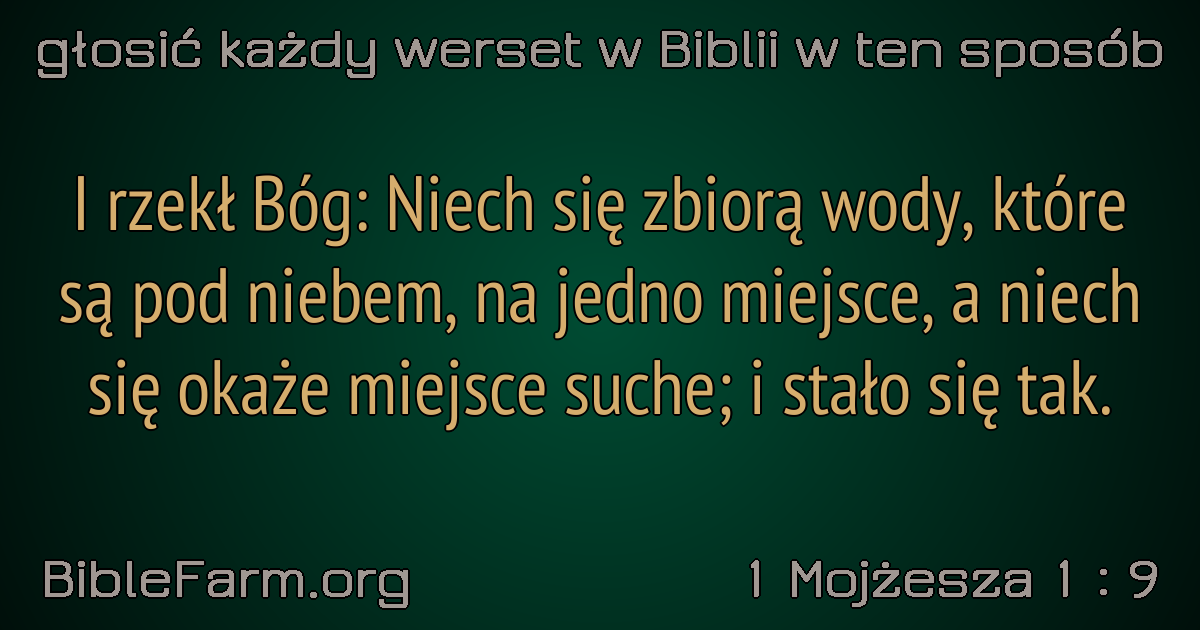 głosić każdy werset w Biblii w ten sposób
I rzekł Bóg: Niech się zbiorą wody, które
są pod niebem, na jedno miejsce, a niech
się okaże miejsce suche; i stało się tak.
BibleFarm.org
1 Mojżesza 1 : 9